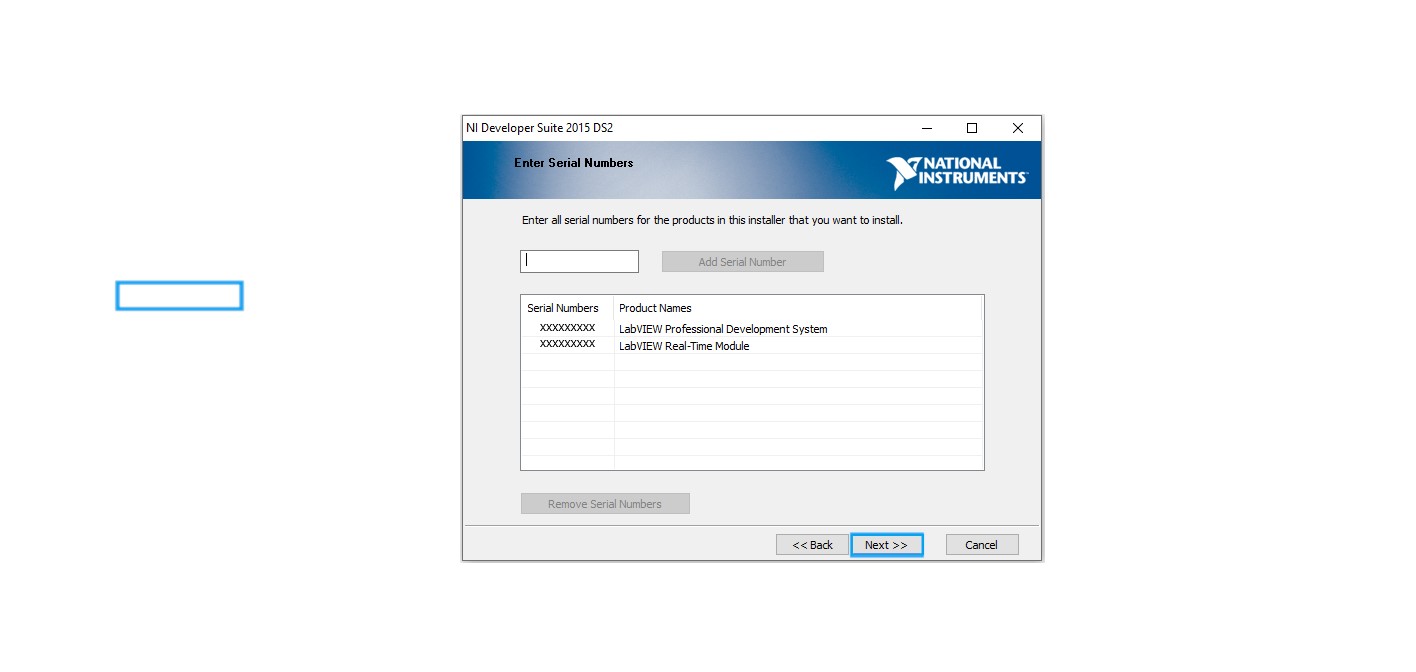 NI Developer Suite 2015 DS2
Enter Serial Numbers
NATIONAL
INSTRUMENTS
Enter all serial numbers for the products in this installer that you want to install.
Add Serial Number
Serial Numbers Product Names
XXXXXXXXX LabVIEW Professional Development System
XXXXXXXXX LabVIEW Real-Time Module
Remove Serial Numbers
<< Back Next >> Cancel